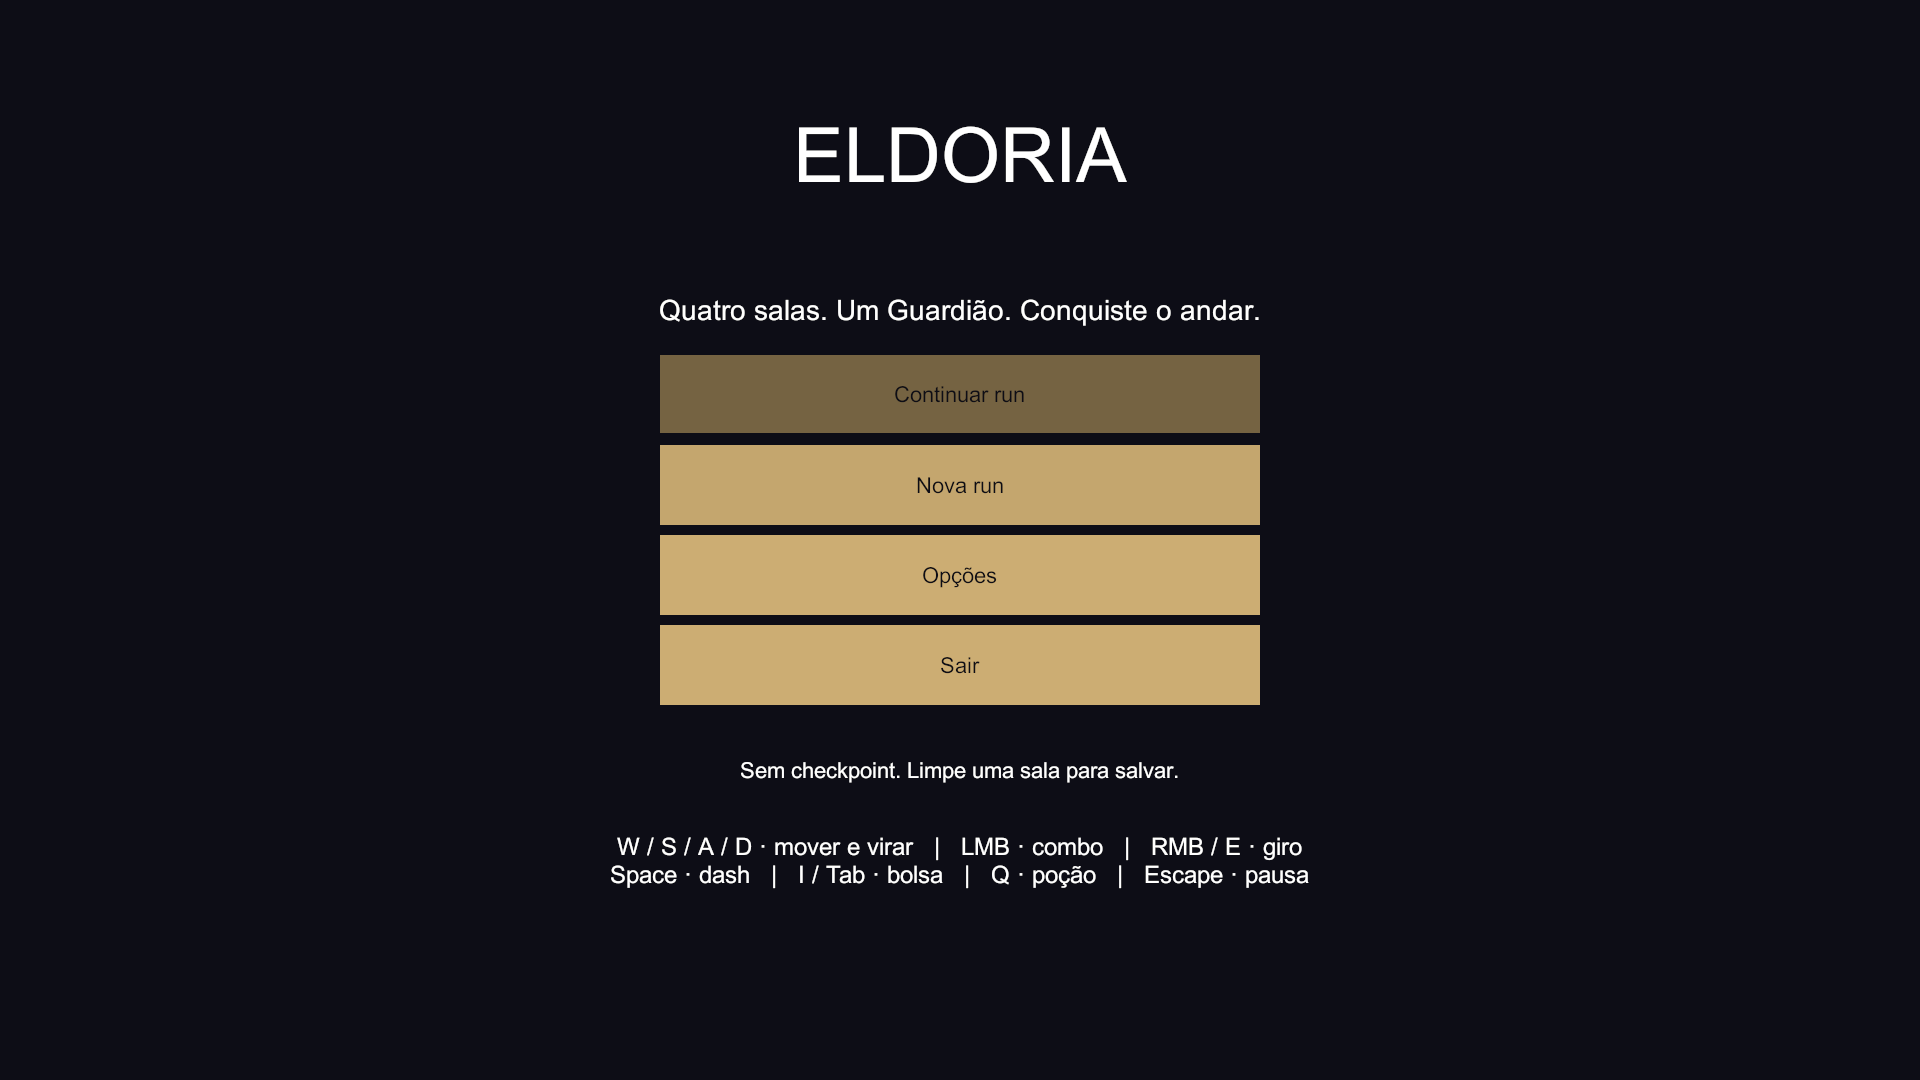 ELDORIA
Quatro salas. Um Guardião. Conquiste o andar.
Continuar run
Nova run
Opções
Sair
Sem checkpoint. Limpe uma sala para salvar.
W / S / A / D · mover e virar | LMB · combo | RMB / E · giro
Space · dash | I / Tab · bolsa | Q · poção | Escape · pausa